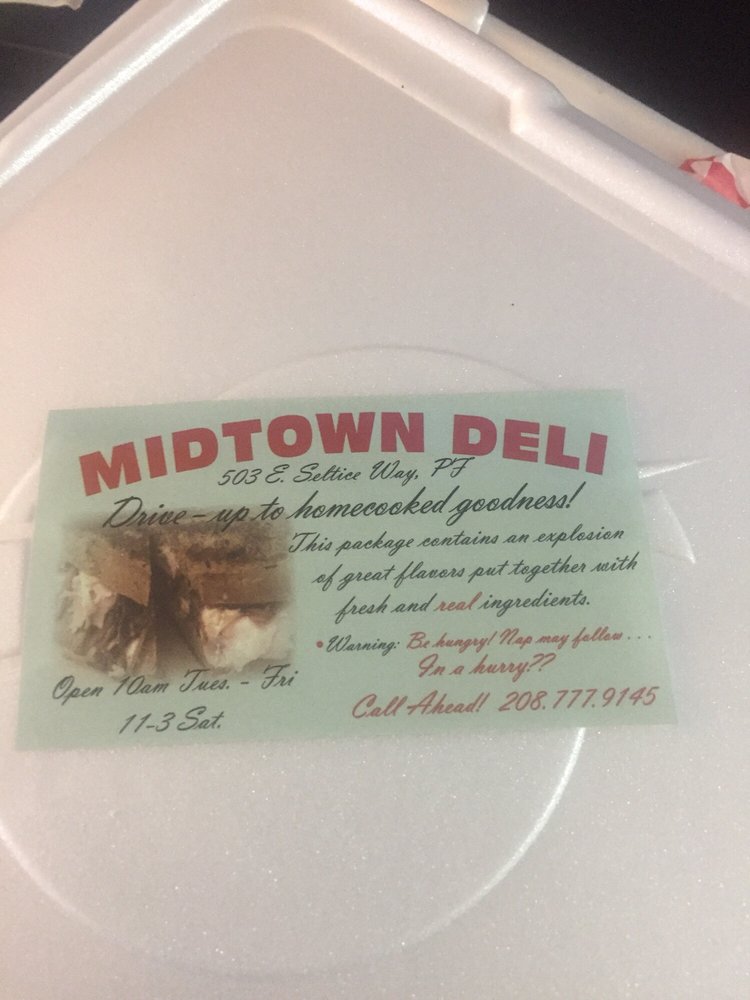 MIDTOWN DELI
503 E. Seltice Way, PF
Drive-up to homecooked goodness!
This package contains an explosion
of great flavors put together with
fresh and real ingredients.
• Warning: Be hungry! Nap may follow . . .
In a hurry??
Call Ahead! 208.777.9145
Open 10am Tues. - Fri
11-3 Sat.